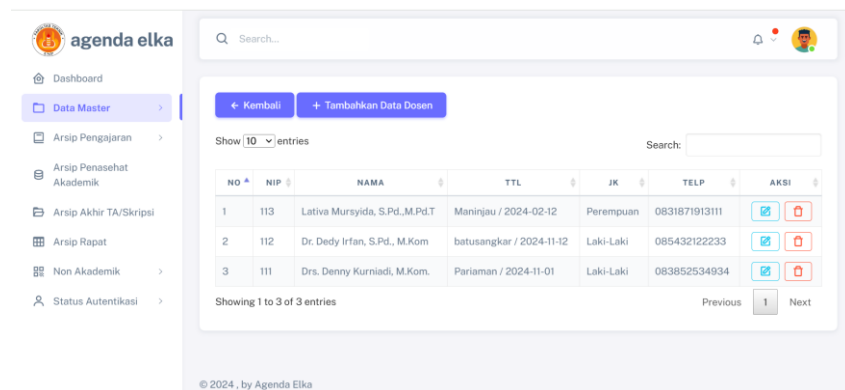 agenda elka
Search...
Dashboard
Data Master
Arsip Pengajaran
Arsip Penasehat
Akademik
Arsip Akhir TA/Skripsi
Arsip Rapat
Non Akademik
Status Autentikasi
← Kembali
+ Tambahkan Data Dosen
Show 10 entries
Search:
NO NIP NAMA TTL JK TELP AKSI
1 113 Lativa Mursyida, S.Pd.,M.Pd.T Maninjau / 2024-02-12 Perempuan 0831871913111
2 112 Dr. Dedy Irfan, S.Pd., M.Kom batusangkar / 2024-11-12 Laki-Laki 085432122233
3 111 Drs. Denny Kurniadi, M.Kom. Pariaman / 2024-11-01 Laki-Laki 083852534934
Showing 1 to 3 of 3 entries
Previous 1 Next
© 2024 , by Agenda Elka